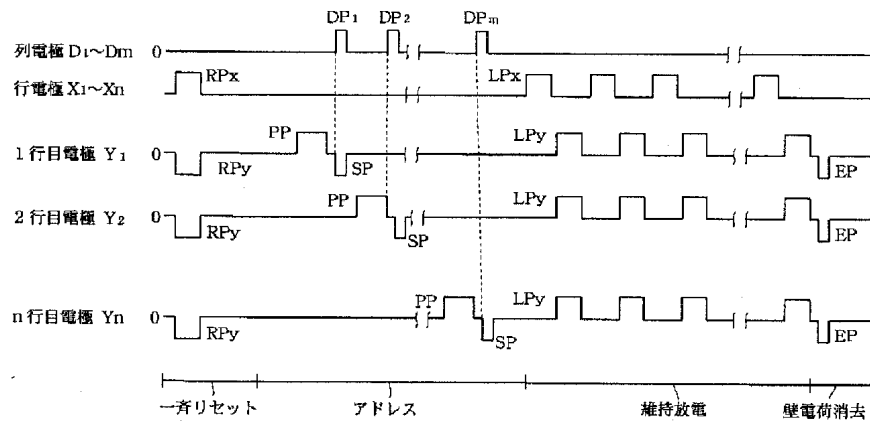 DP1 DP2 DPm
列電極 D1〜Dm 0
行電極 X1〜Xn RPx LPx
1行目電極 Y1 0 RPy PP SP LPy EP
2行目電極 Y2 0 RPy PP SP LPy EP
n行目電極 Yn 0 RPy PP SP LPy EP
一斉リセット アドレス 維持放電 壁電荷消去